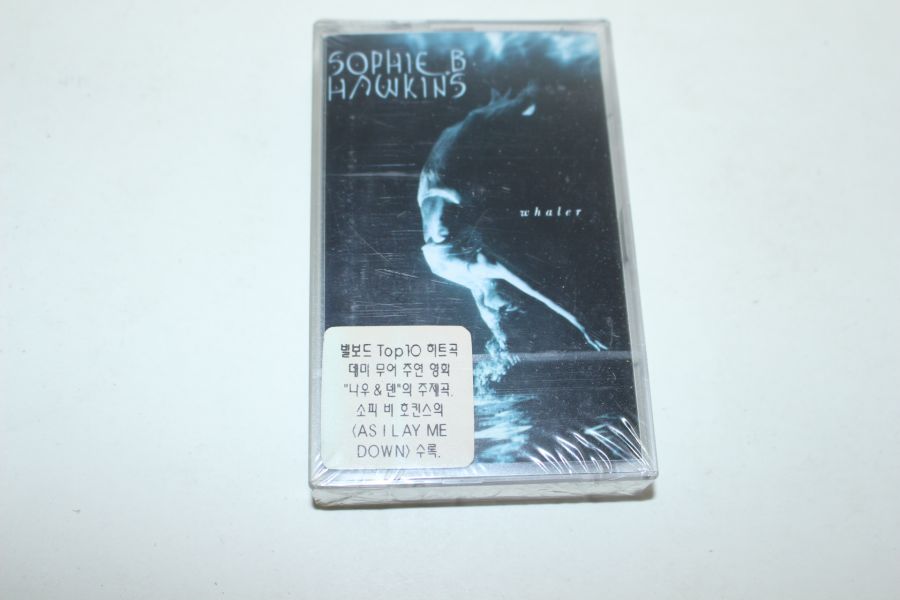 SOPHIE B
HAWKINS
whaler
빌보드 Top10 히트곡
데미 무어 주연 영화
"나우 & 덴"의 주제곡.
소피 비 호킨스의
〈AS I LAY ME
DOWN〉 수록.